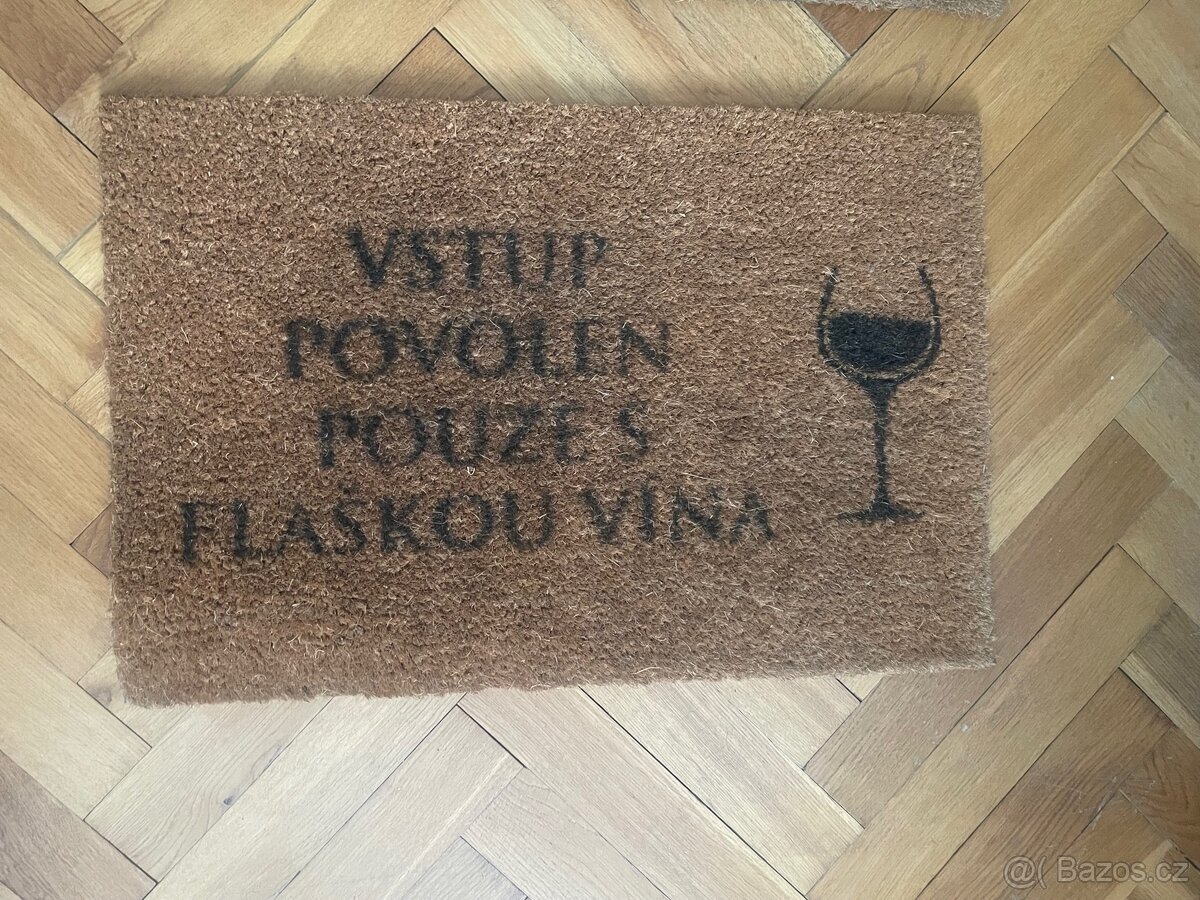 VSTUP
POVOLEN
POUZE S
FLAŠKOU VÍNA
@( Bazos.cz